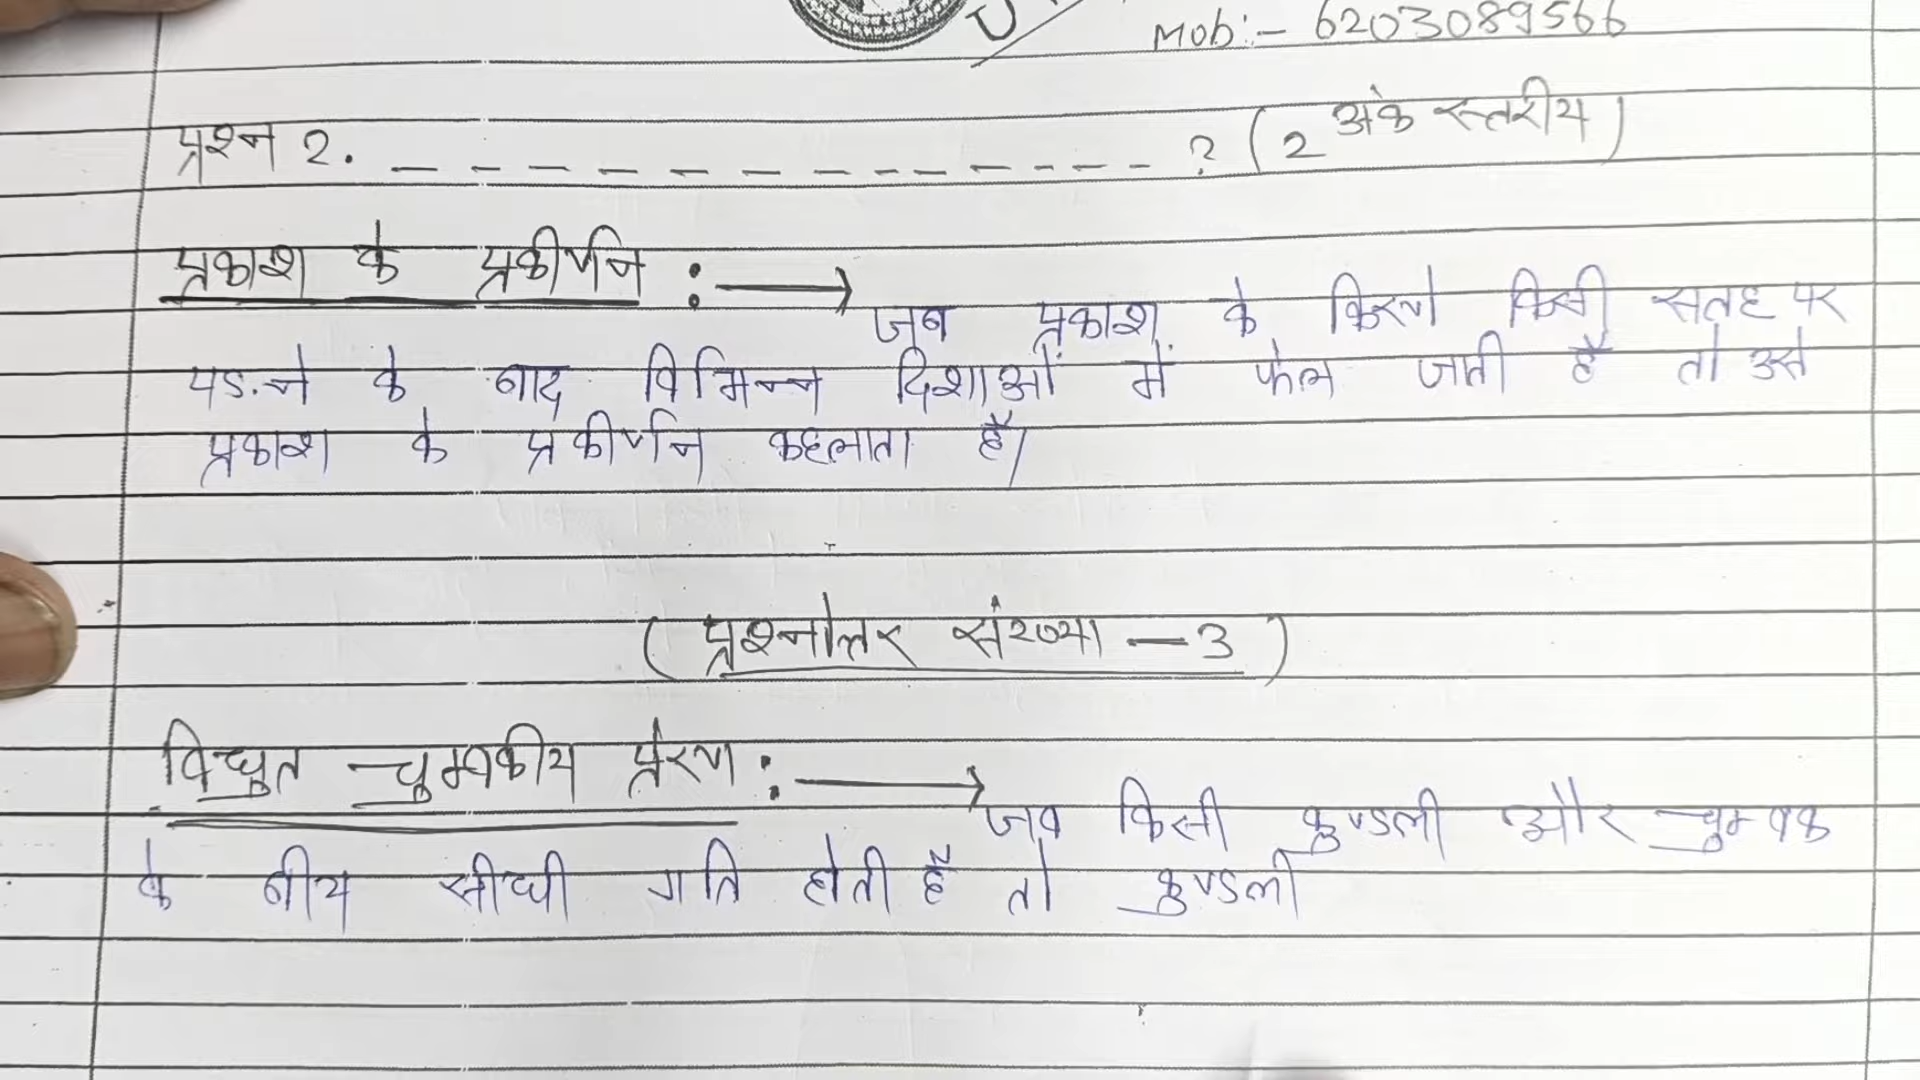 Mob:- 6203089566
प्रश्न 2. _ _ _ _ _ _ _ _ _ _ _ _ _ _ ? (2 अंक स्तरीय)
प्रकाश के प्रकीर्णन :→
जब प्रकाश के किरणे किसी सतह पर
पड़ने के बाद विभिन्न दिशाओं में फैल जाती है तो उसे
प्रकाश के प्रकीर्णन कहलाता है।
(प्रश्नोत्तर संख्या - 3)
विधुत चुम्बकीय प्रेरण :→
जब किसी कुण्डली और चुम्बक
के बीच सीधी गति होती है तो कुण्डली